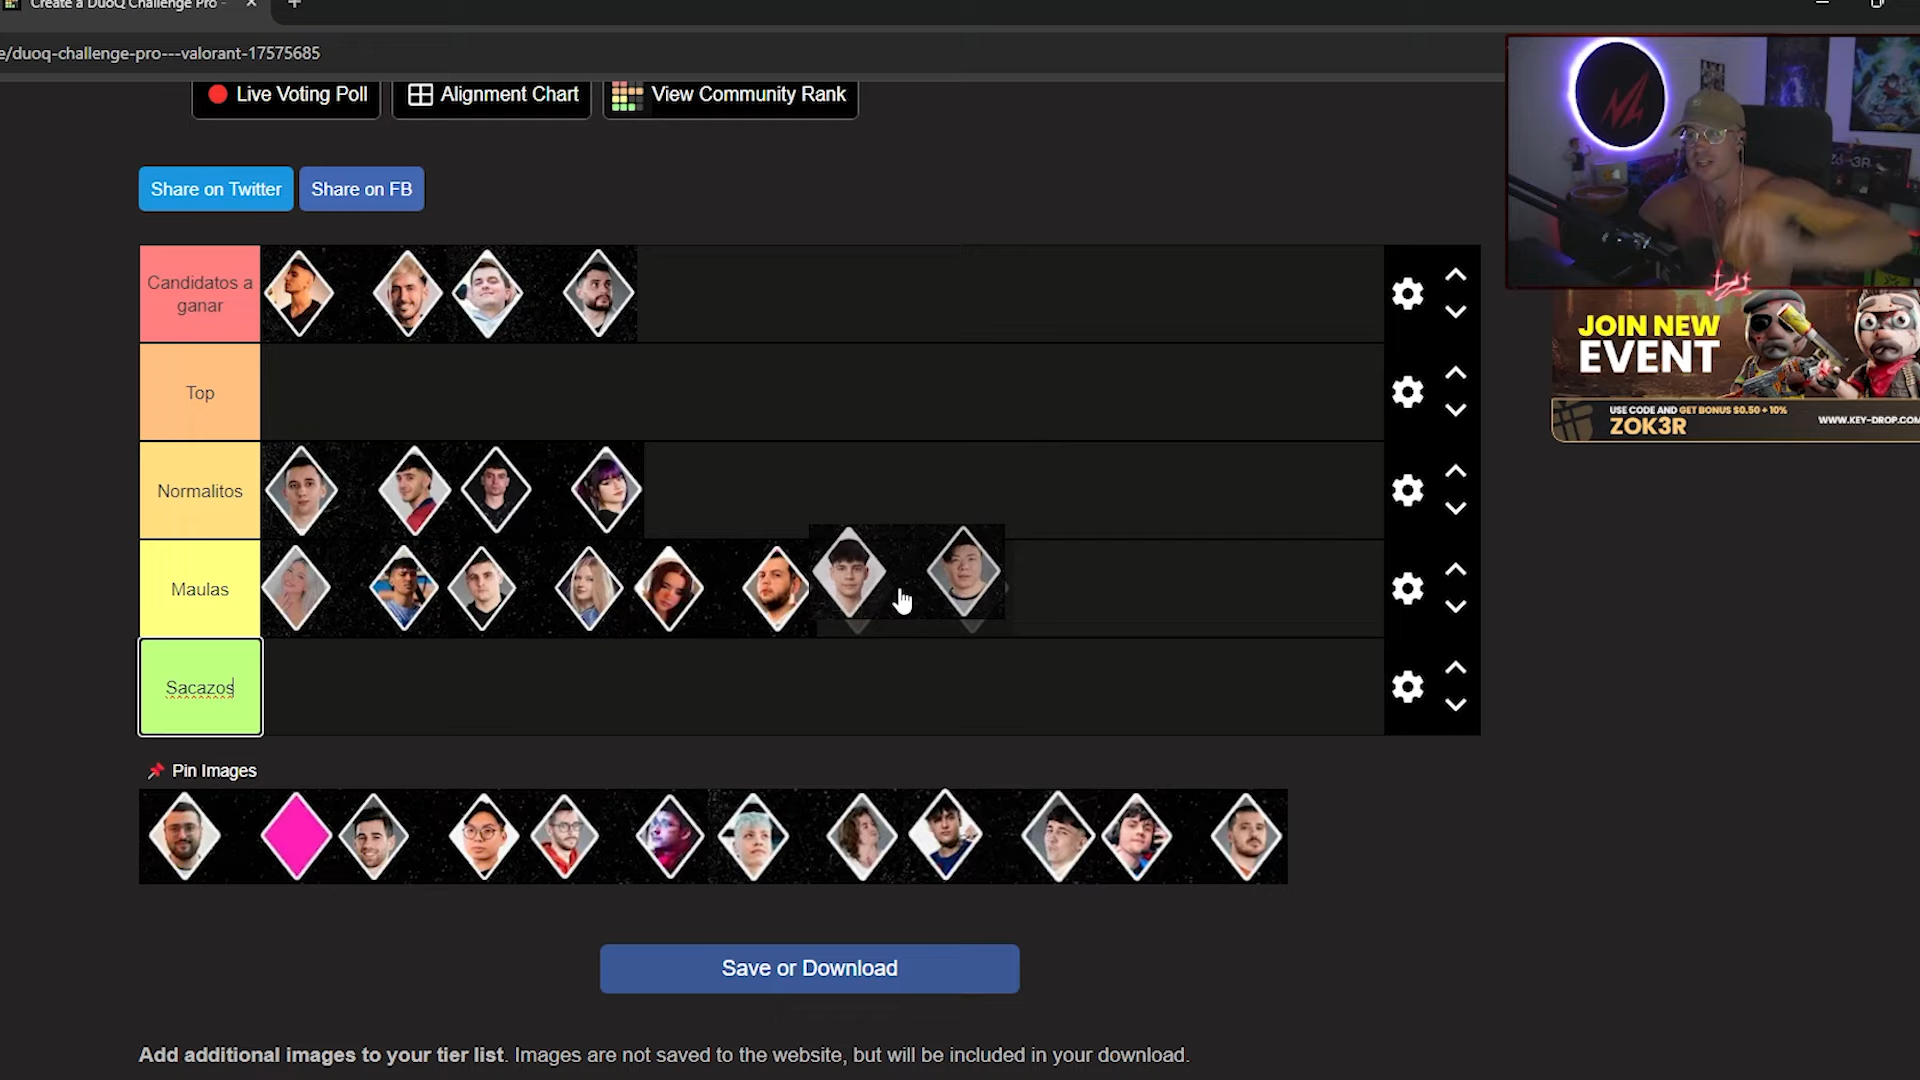 Create a DuoQ Challenge Pro -
e/duoq-challenge-pro---valorant-17575685
Live Voting Poll
Alignment Chart
View Community Rank
Share on Twitter
Share on FB
Candidatos a
ganar
Top
Normalitos
Maulas
Sacazos
JOIN NEW
EVENT
USE CODE AND GET BONUS $0.50 + 10%
ZOK3R
WWW.KEY-DROP.COM
Pin Images
Save or Download
Add additional images to your tier list. Images are not saved to the website, but will be included in your download.